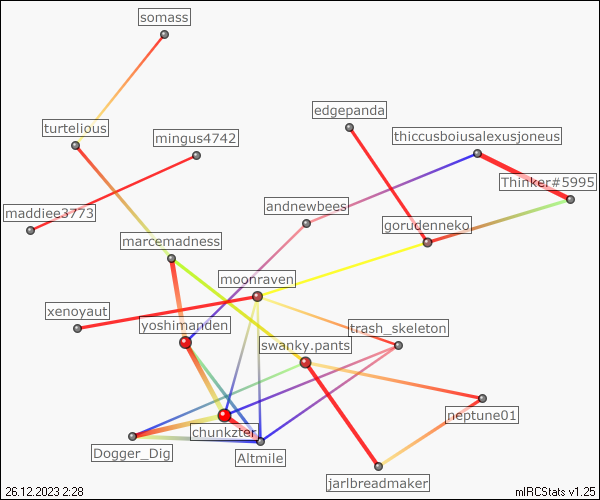 somass
edgepanda
turtelious
mingus4742
thiccusboiusalexusjoneus
Thinker#5995
maddiee3773
andnewbees
gorudenneko
marcemadness
moonraven
xenoyaut
yoshimanden
trash_skeleton
swanky.pants
neptune01
chunkzter
Dogger_Dig
Altmile
jarlbreadmaker
26.12.2023 2:28
mIRCStats v1.25